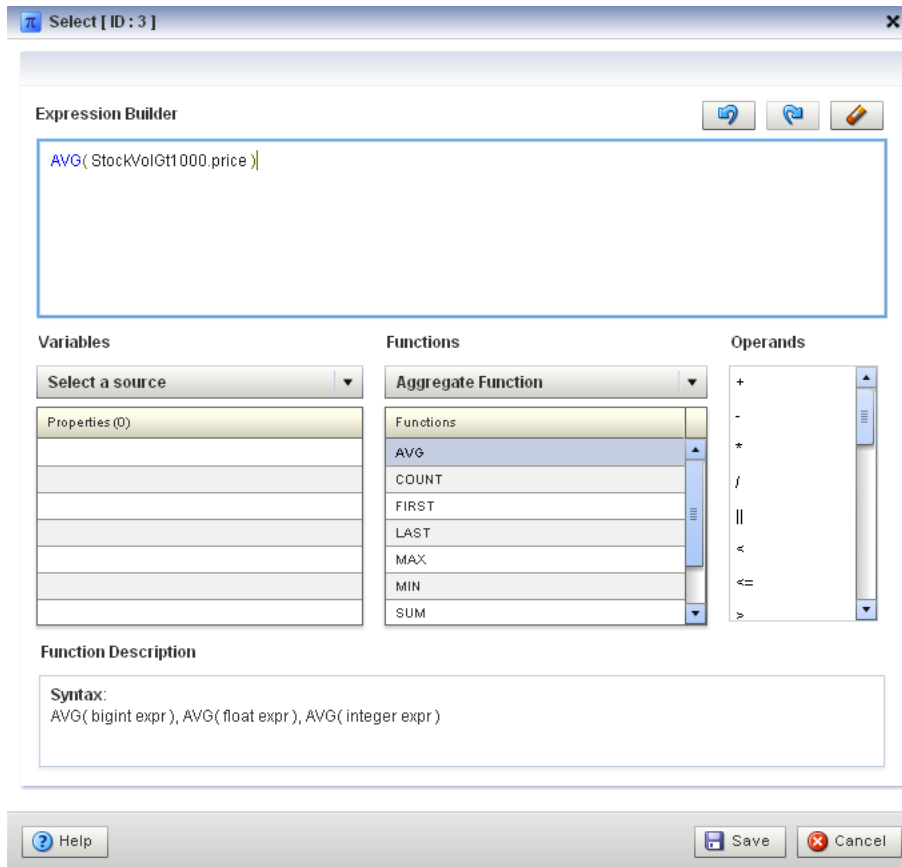 π Select [ ID : 3 ]
Expression Builder
AVG( StockVolGt1000.price )
Variables
Functions
Operands
Select a source
Aggregate Function
Properties (0)
Functions
AVG
COUNT
FIRST
LAST
MAX
MIN
SUM
+
-
*
/
||
<
<=
>
Function Description
Syntax:
AVG( bigint expr ), AVG( float expr ), AVG( integer expr )
? Help
Save
Cancel